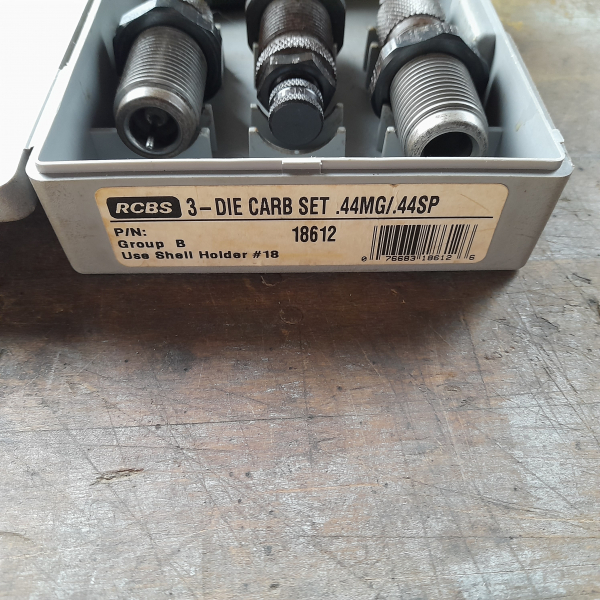 RCBS 3-DIE CARB SET .44MG/.44SP
P/N: 18612
Group B
Use Shell Holder #18
0 76683 18612 6